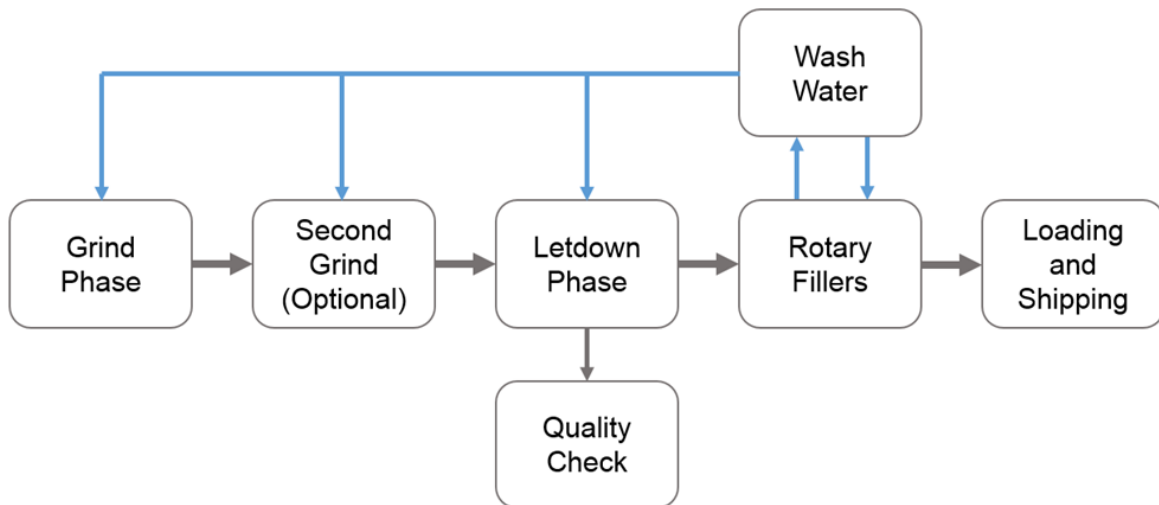 Wash
Water
Grind
Phase
Second
Grind
(Optional)
Letdown
Phase
Rotary
Fillers
Loading
and
Shipping
Quality
Check